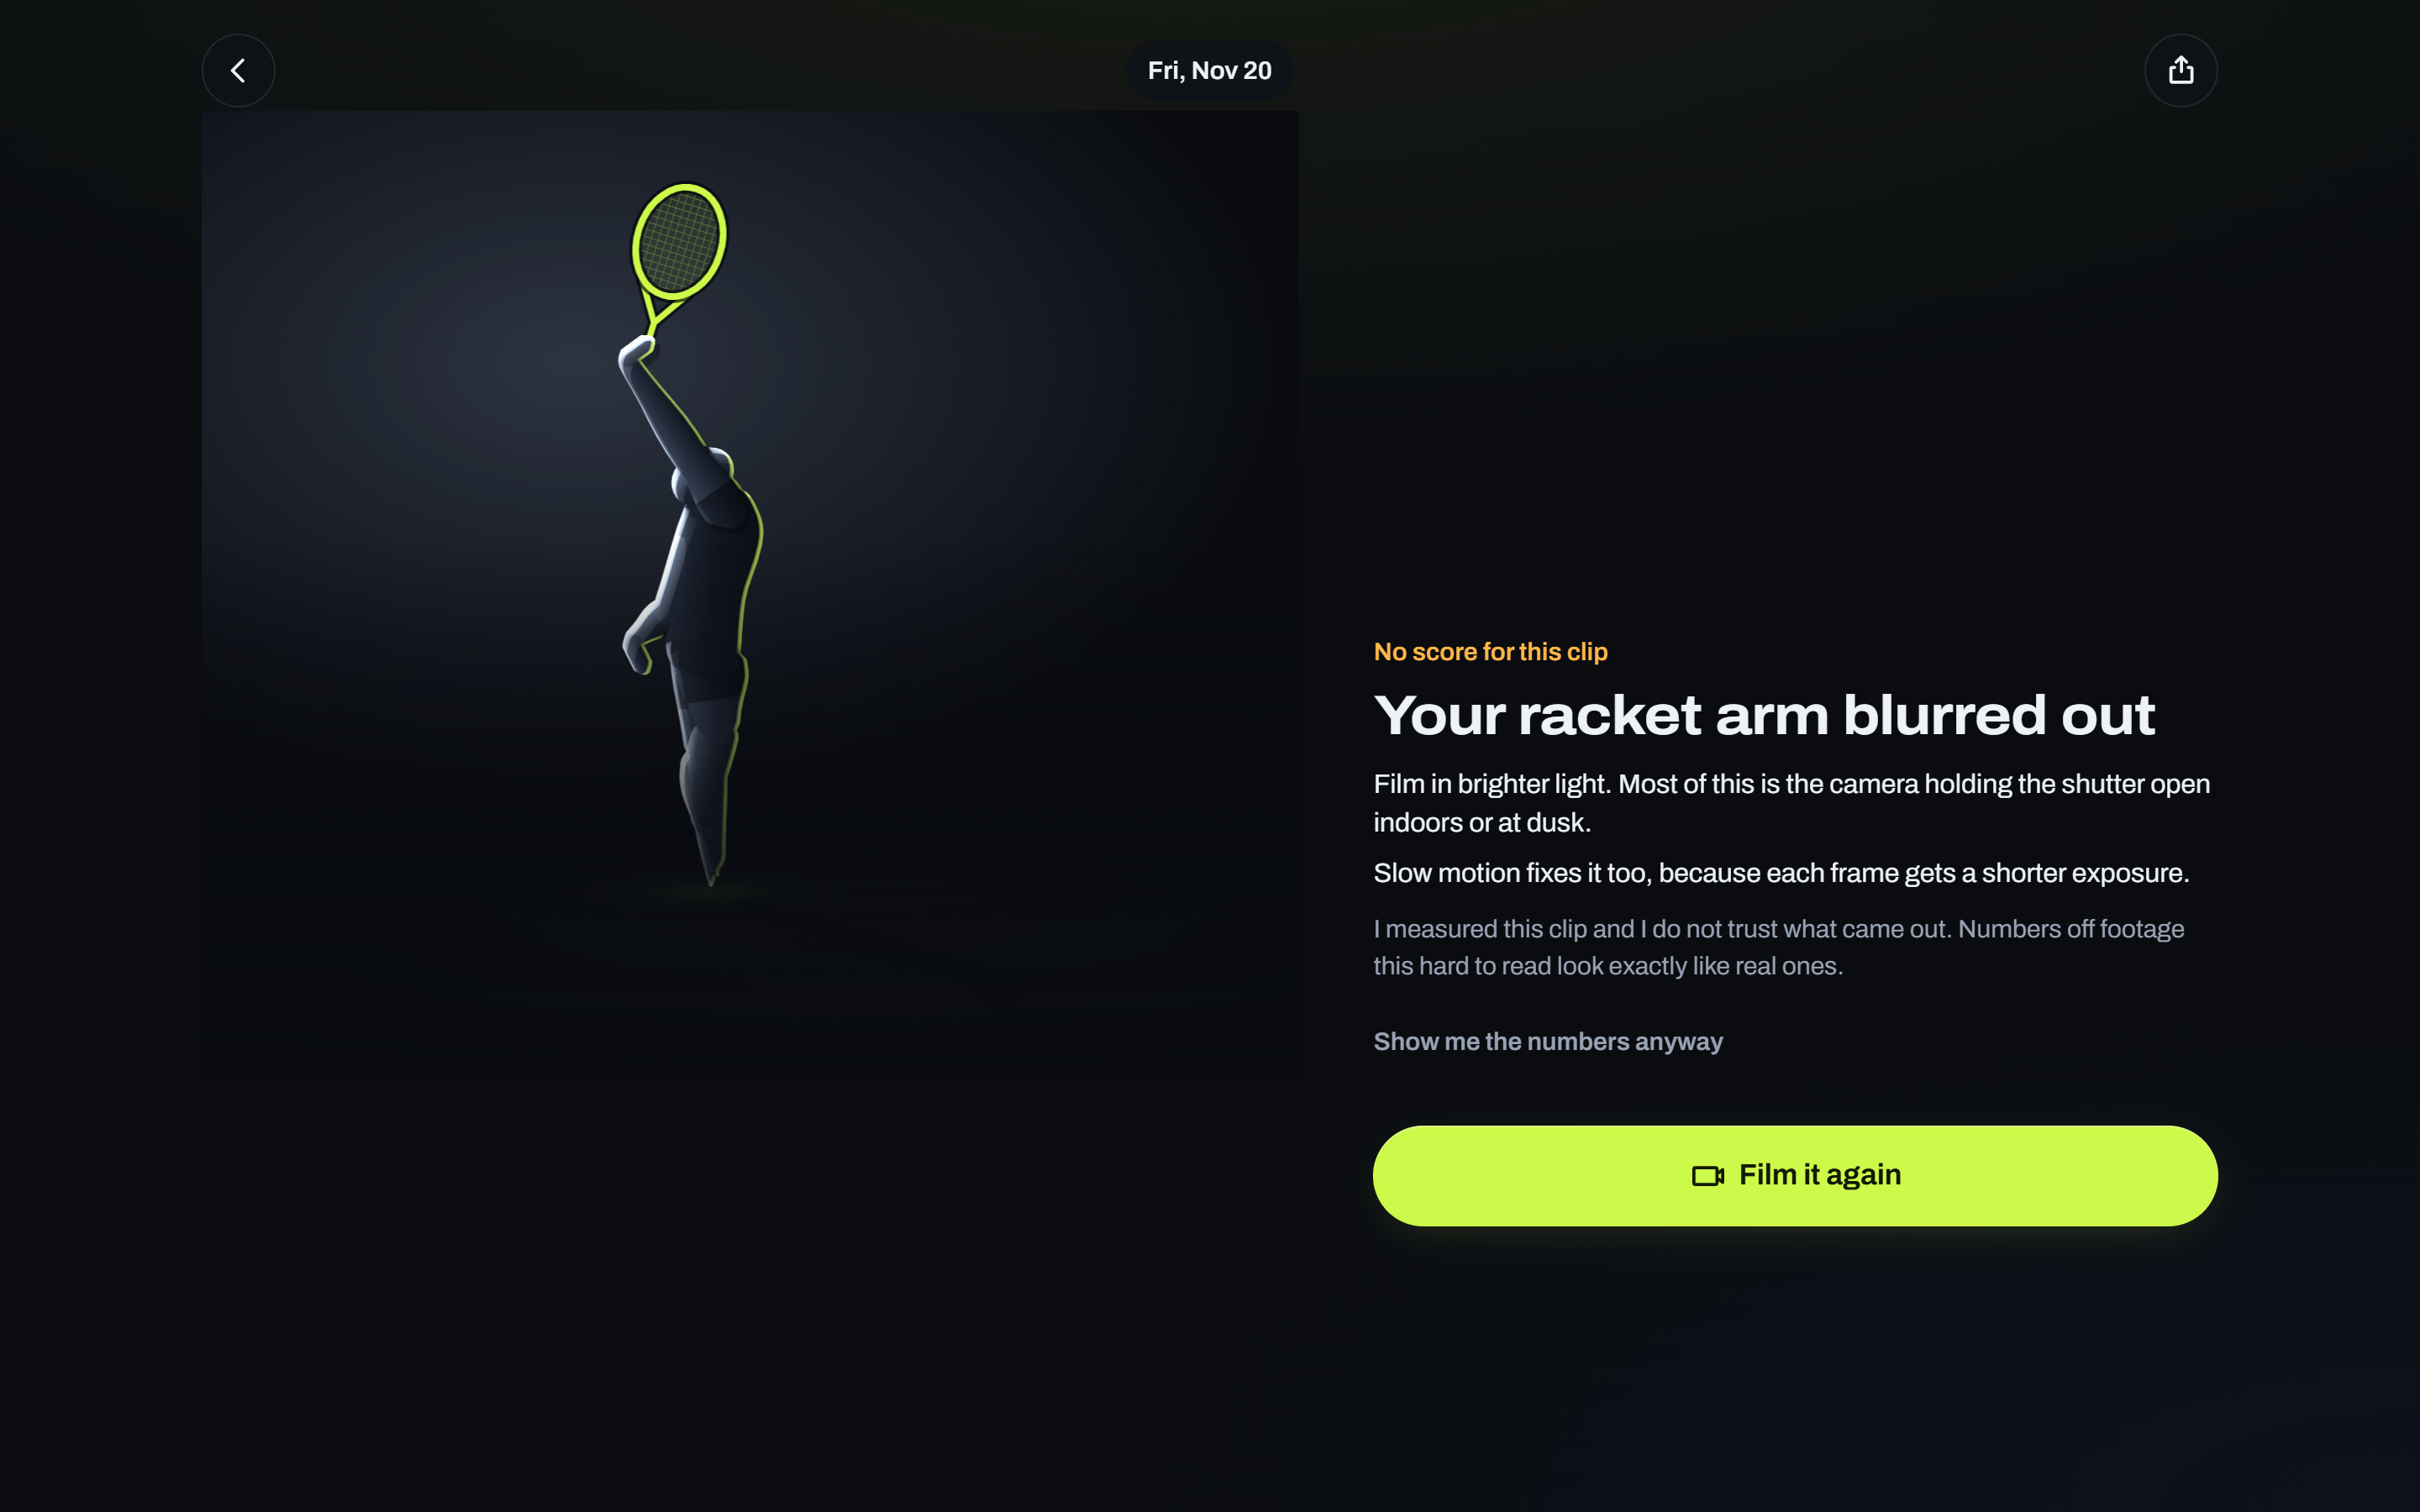 Fri, Nov 20
No score for this clip
Your racket arm blurred out
Film in brighter light. Most of this is the camera holding the shutter open
indoors or at dusk.
Slow motion fixes it too, because each frame gets a shorter exposure.
I measured this clip and I do not trust what came out. Numbers off footage
this hard to read look exactly like real ones.
Show me the numbers anyway
Film it again